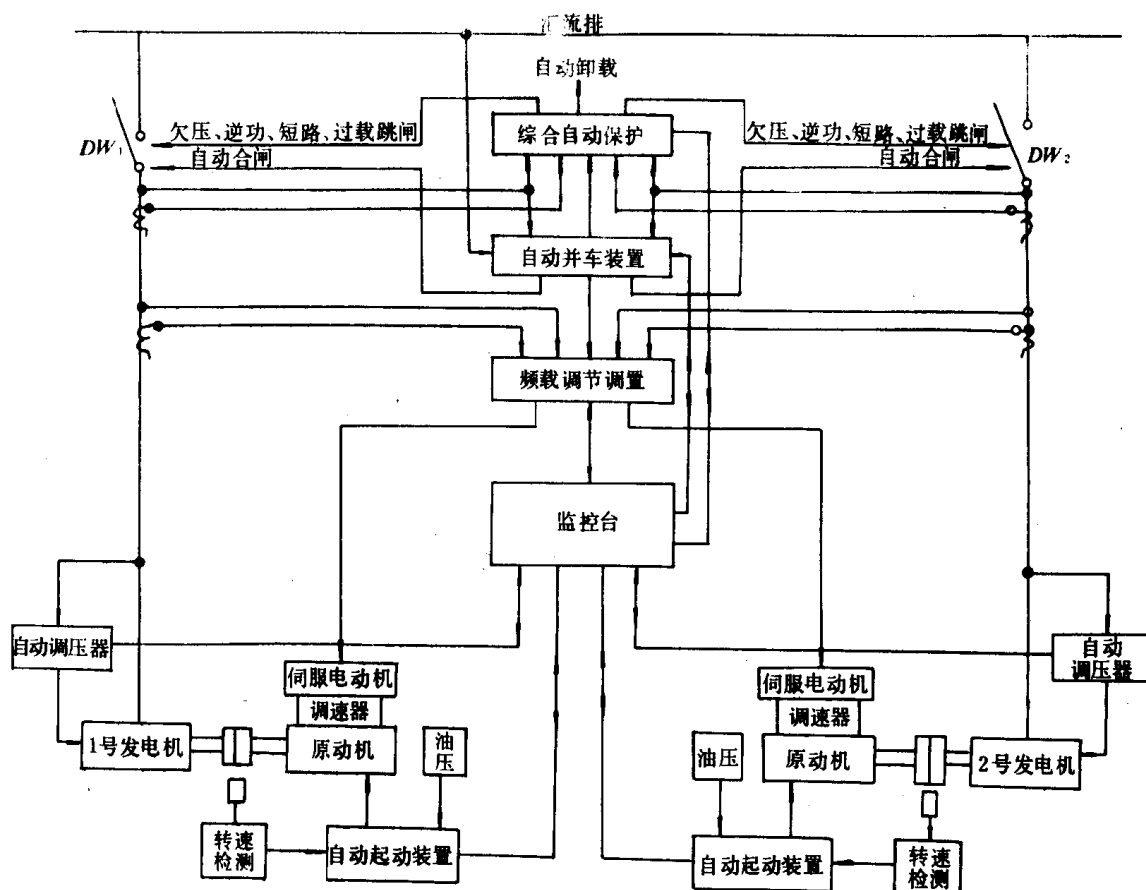 汇流排
自动卸载
欠压、逆功、短路、过载跳闸
综合自动保护
欠压、逆功、短路、过载跳闸
DW₁
自动合闸
自动合闸
DW₂
自动并车装置
频载调节调置
监控台
自动调压器
自动
调压器
伺服电动机
调速器
伺服电动机
调速器
1号发电机
原动机
油
压
油压
原动机
2号发电机
转速
检测
自动起动装置
自动起动装置
转速
检测